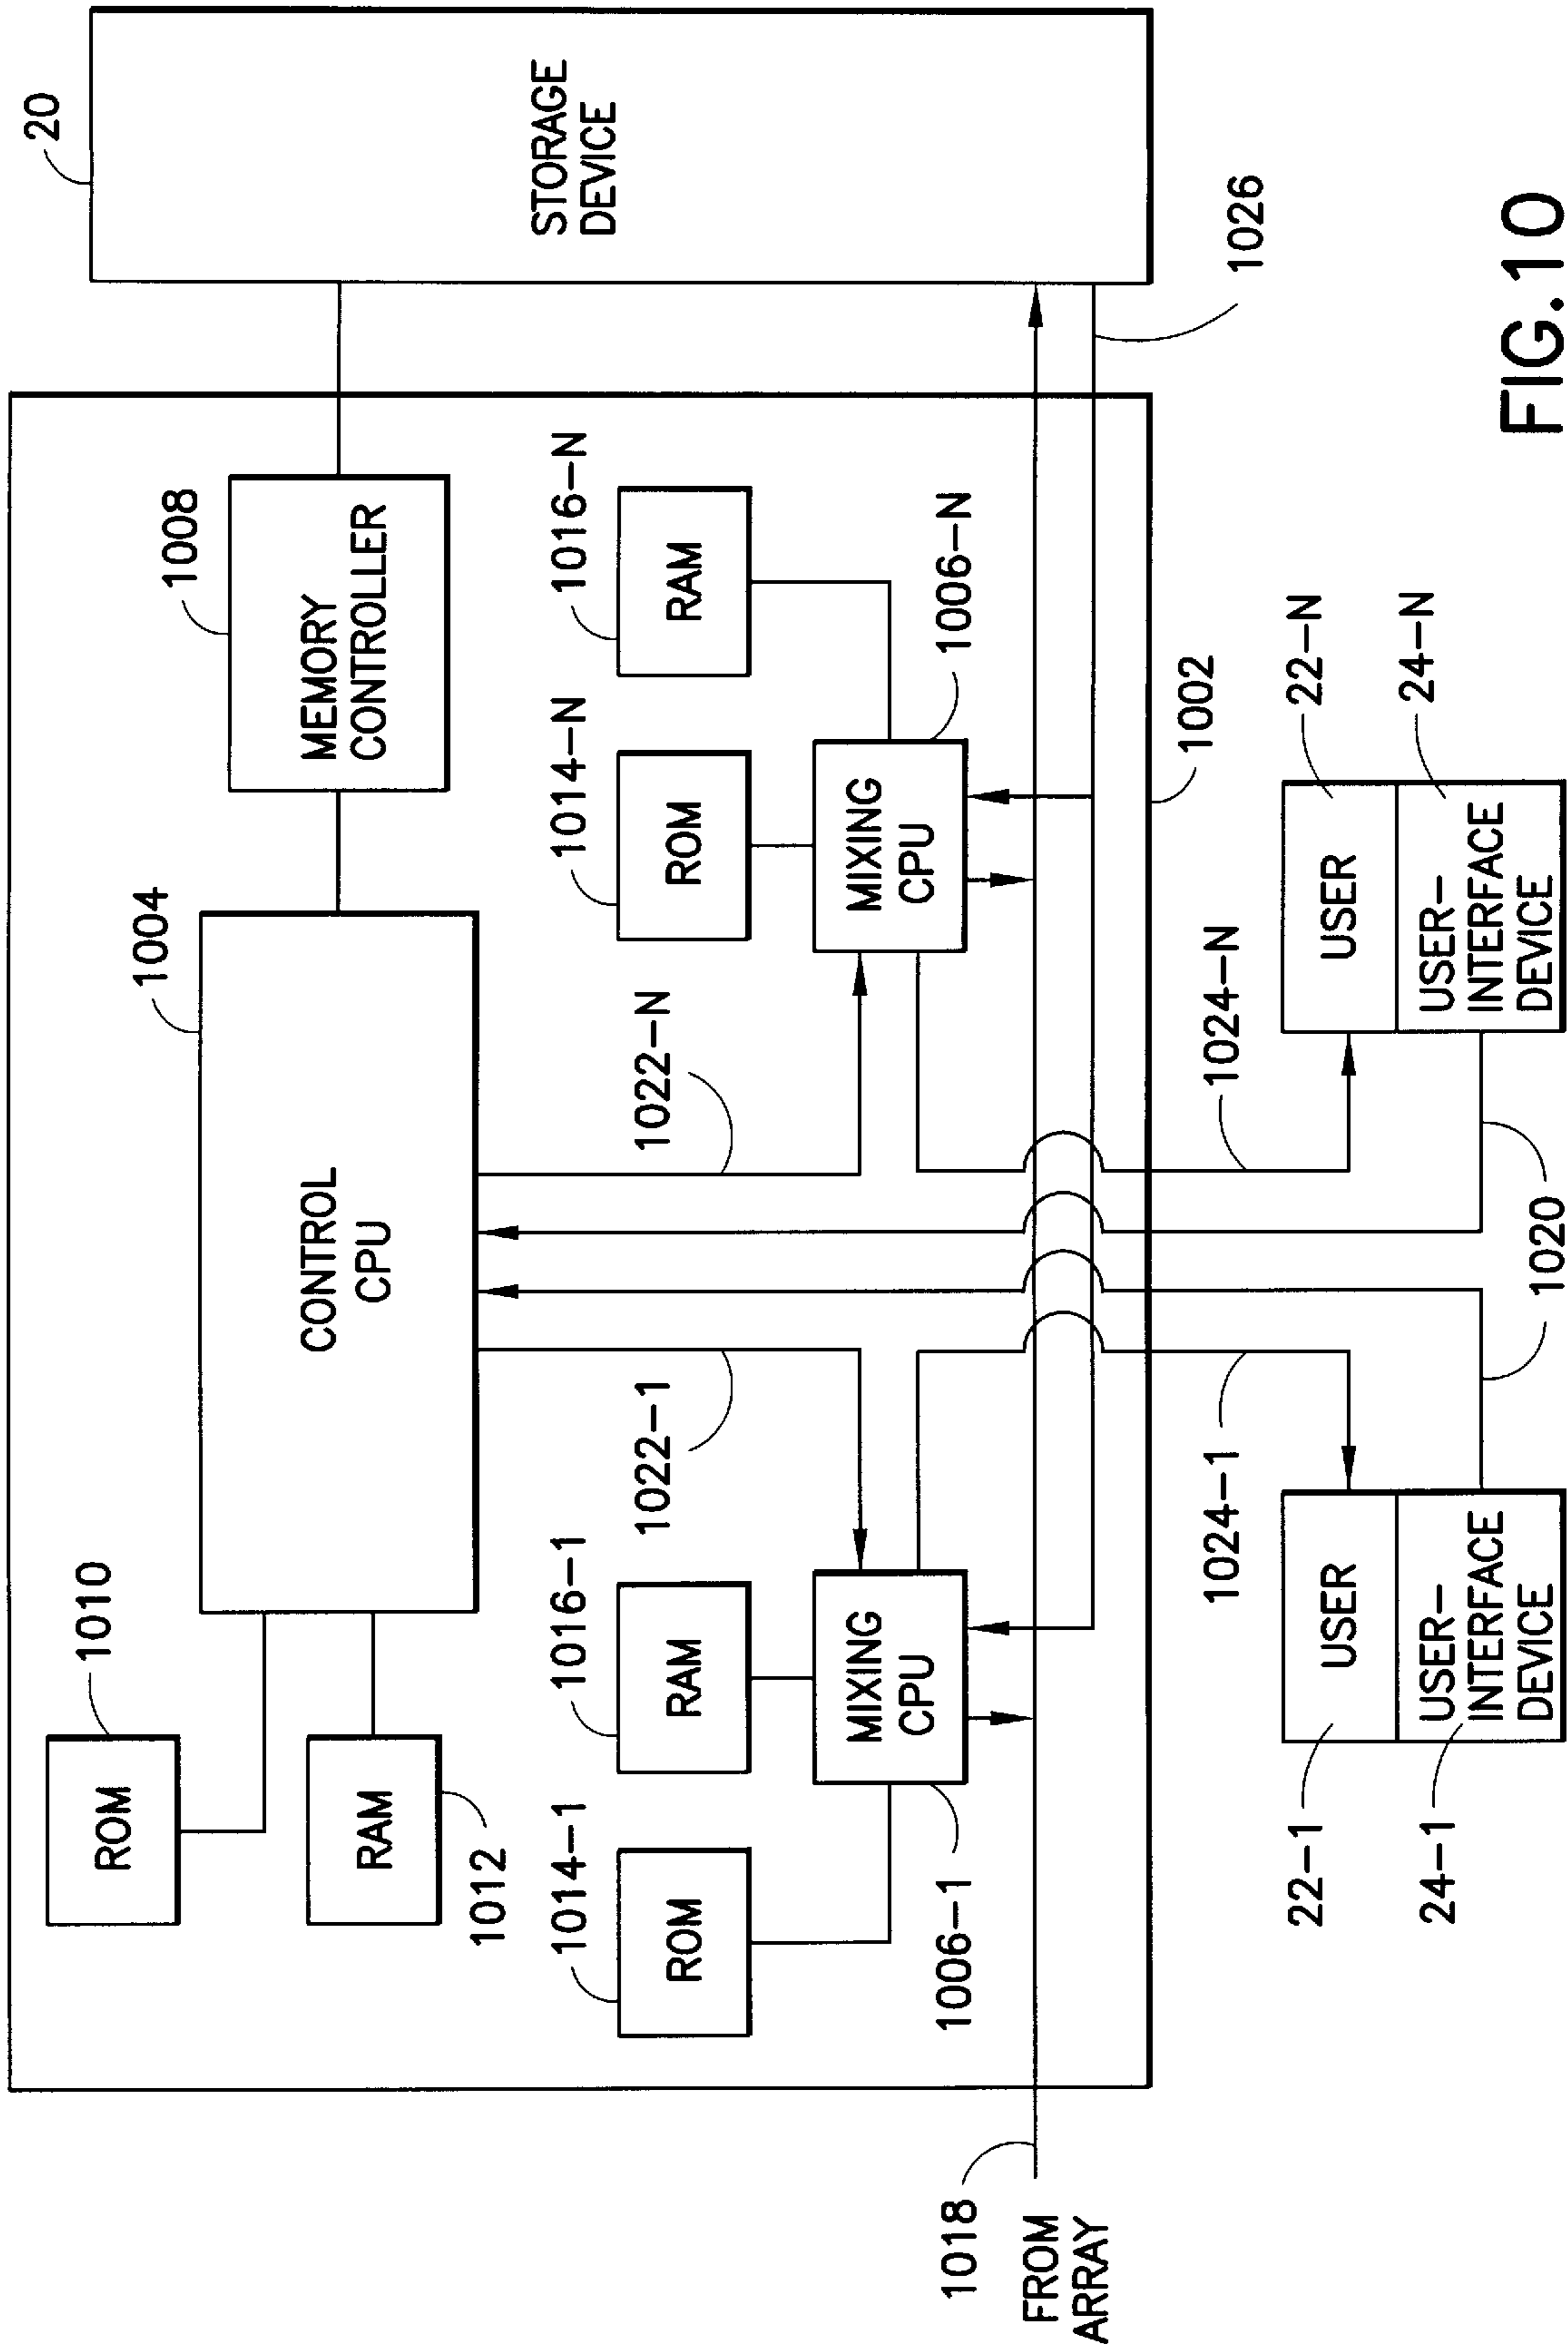 20
STORAGE
DEVICE
1008
MEMORY
CONTROLLER
1004
CONTROL
CPU
1010
ROM
RAM
1012
1014-1
ROM
1016-1
RAM
1022-1
MIXING
CPU
1006-1
1022-N
1014-N
ROM
1016-N
RAM
MIXING
CPU
1006-N
1018
FROM
ARRAY
1026
1002
1024-1
22-1
USER
24-1
USER-
INTERFACE
DEVICE
1020
1024-N
USER
22-N
USER-
INTERFACE
DEVICE
24-N
FIG.10